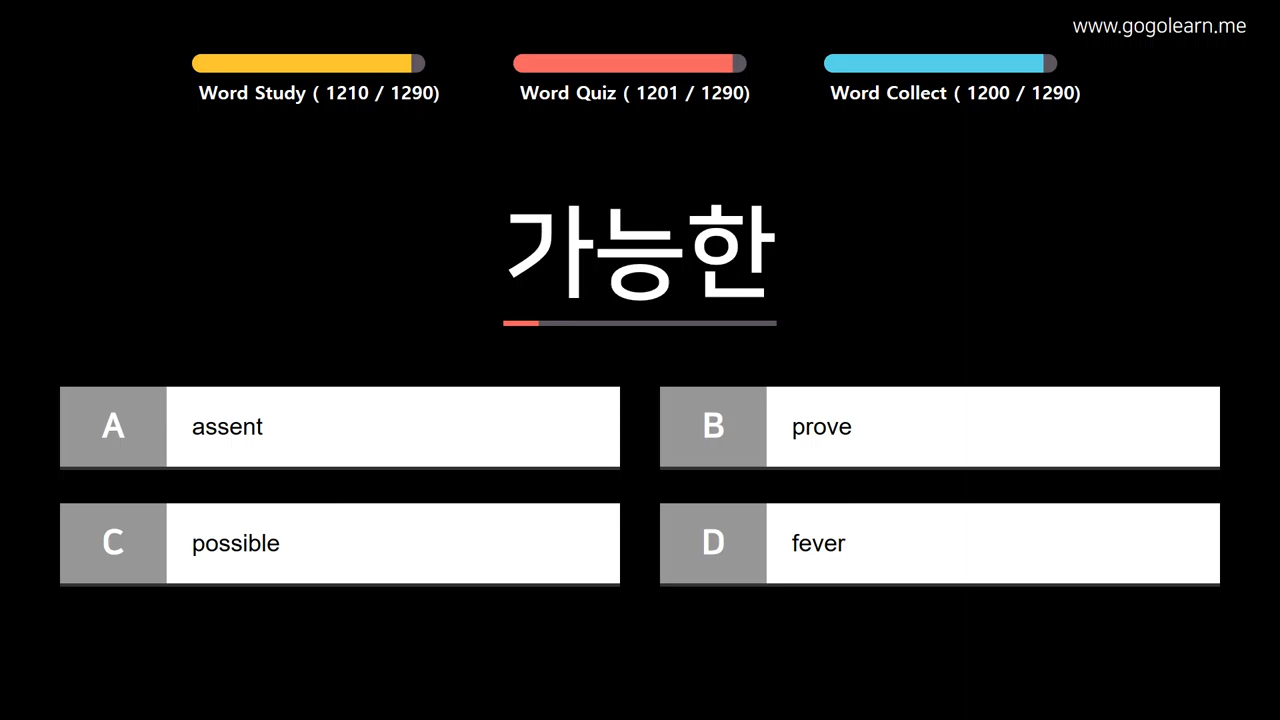 www.gogolearn.me
Word Study ( 1210 / 1290)
Word Quiz ( 1201 / 1290)
Word Collect ( 1200 / 1290)
가능한
A assent
B prove
C possible
D fever